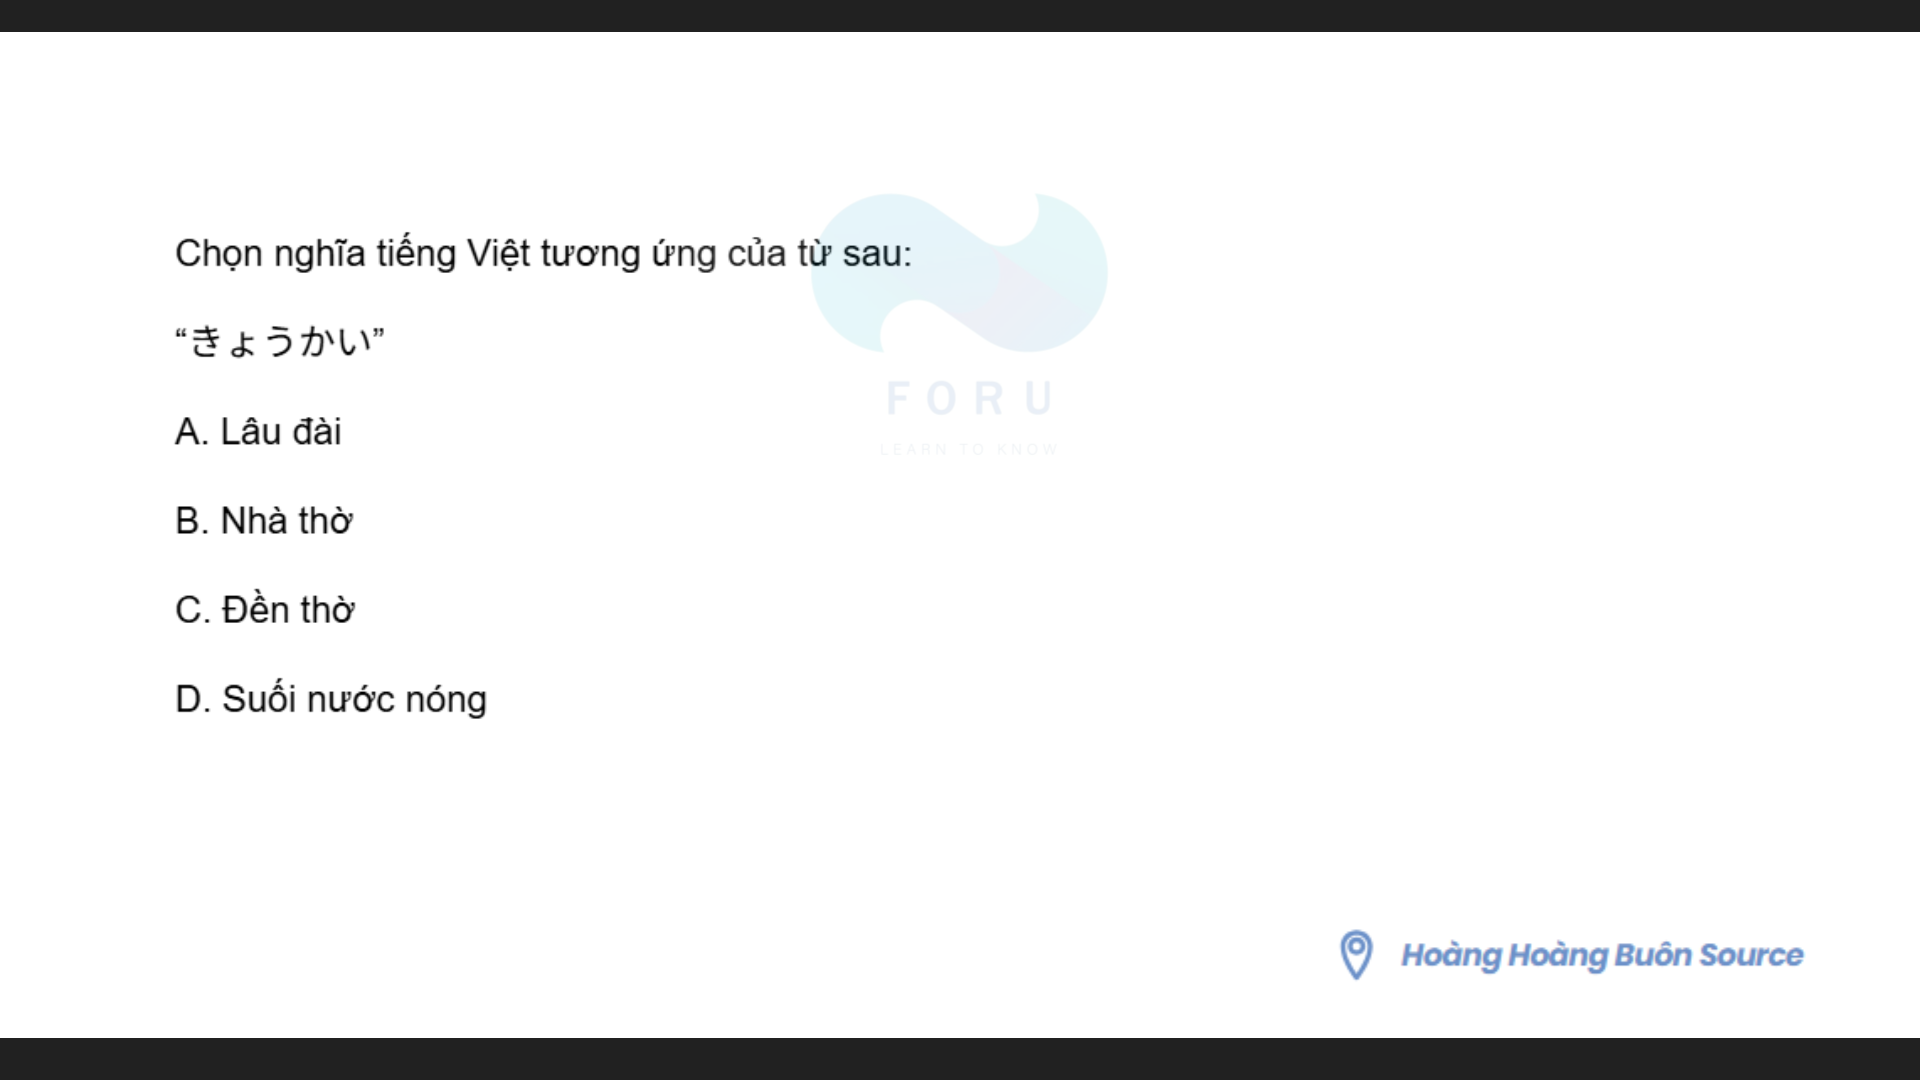 Chọn nghĩa tiếng Việt tương ứng của từ sau:
“きょうかい”
A. Lâu đài
B. Nhà thờ
C. Đền thờ
D. Suối nước nóng
FORU
LEARN TO KNOW
Hoàng Hoàng Buôn Source